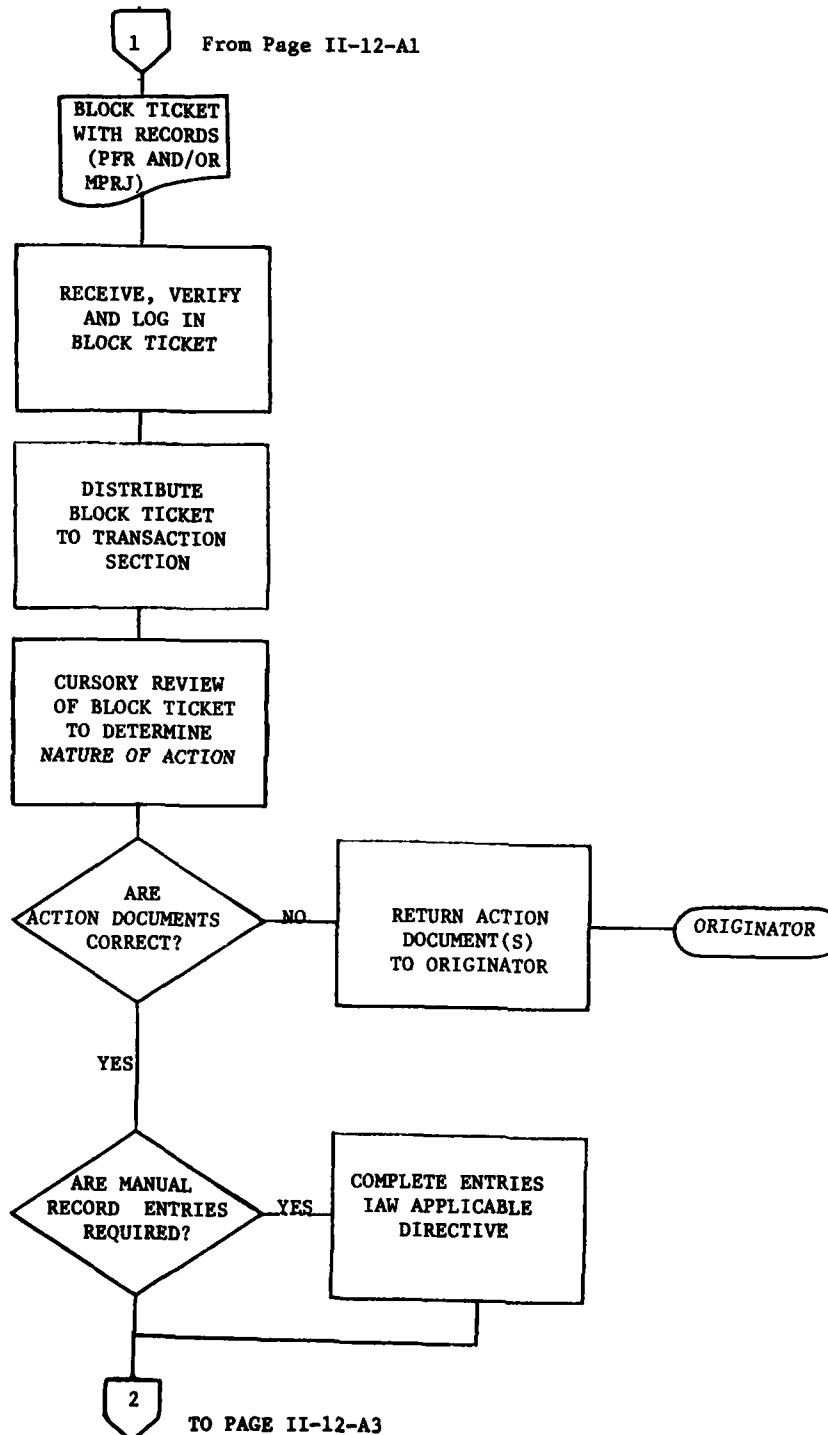 1
From Page II-12-A1
BLOCK TICKET
WITH RECORDS
(PFR AND/OR
MPRJ)
RECEIVE, VERIFY
AND LOG IN
BLOCK TICKET
DISTRIBUTE
BLOCK TICKET
TO TRANSACTION
SECTION
CURSORY REVIEW
OF BLOCK TICKET
TO DETERMINE
NATURE OF ACTION
ARE
ACTION DOCUMENTS
CORRECT?
NO
RETURN ACTION
DOCUMENT(S)
TO ORIGINATOR
ORIGINATOR
YES
ARE MANUAL
RECORD ENTRIES
REQUIRED?
YES
COMPLETE ENTRIES
IAW APPLICABLE
DIRECTIVE
2
TO PAGE II-12-A3